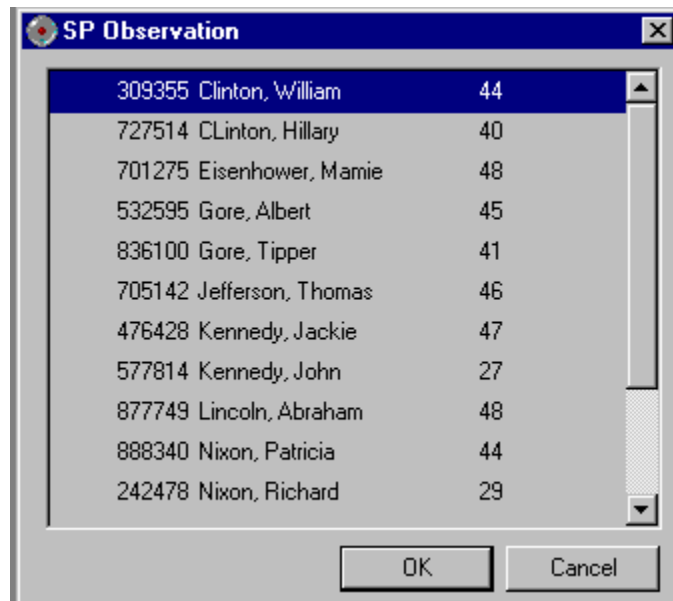 SP Observation
309355 Clinton, William 44
727514 CLinton, Hillary 40
701275 Eisenhower, Mamie 48
532595 Gore, Albert 45
836100 Gore, Tipper 41
705142 Jefferson, Thomas 46
476428 Kennedy, Jackie 47
577814 Kennedy, John 27
877749 Lincoln, Abraham 48
888340 Nixon, Patricia 44
242478 Nixon, Richard 29
OK Cancel